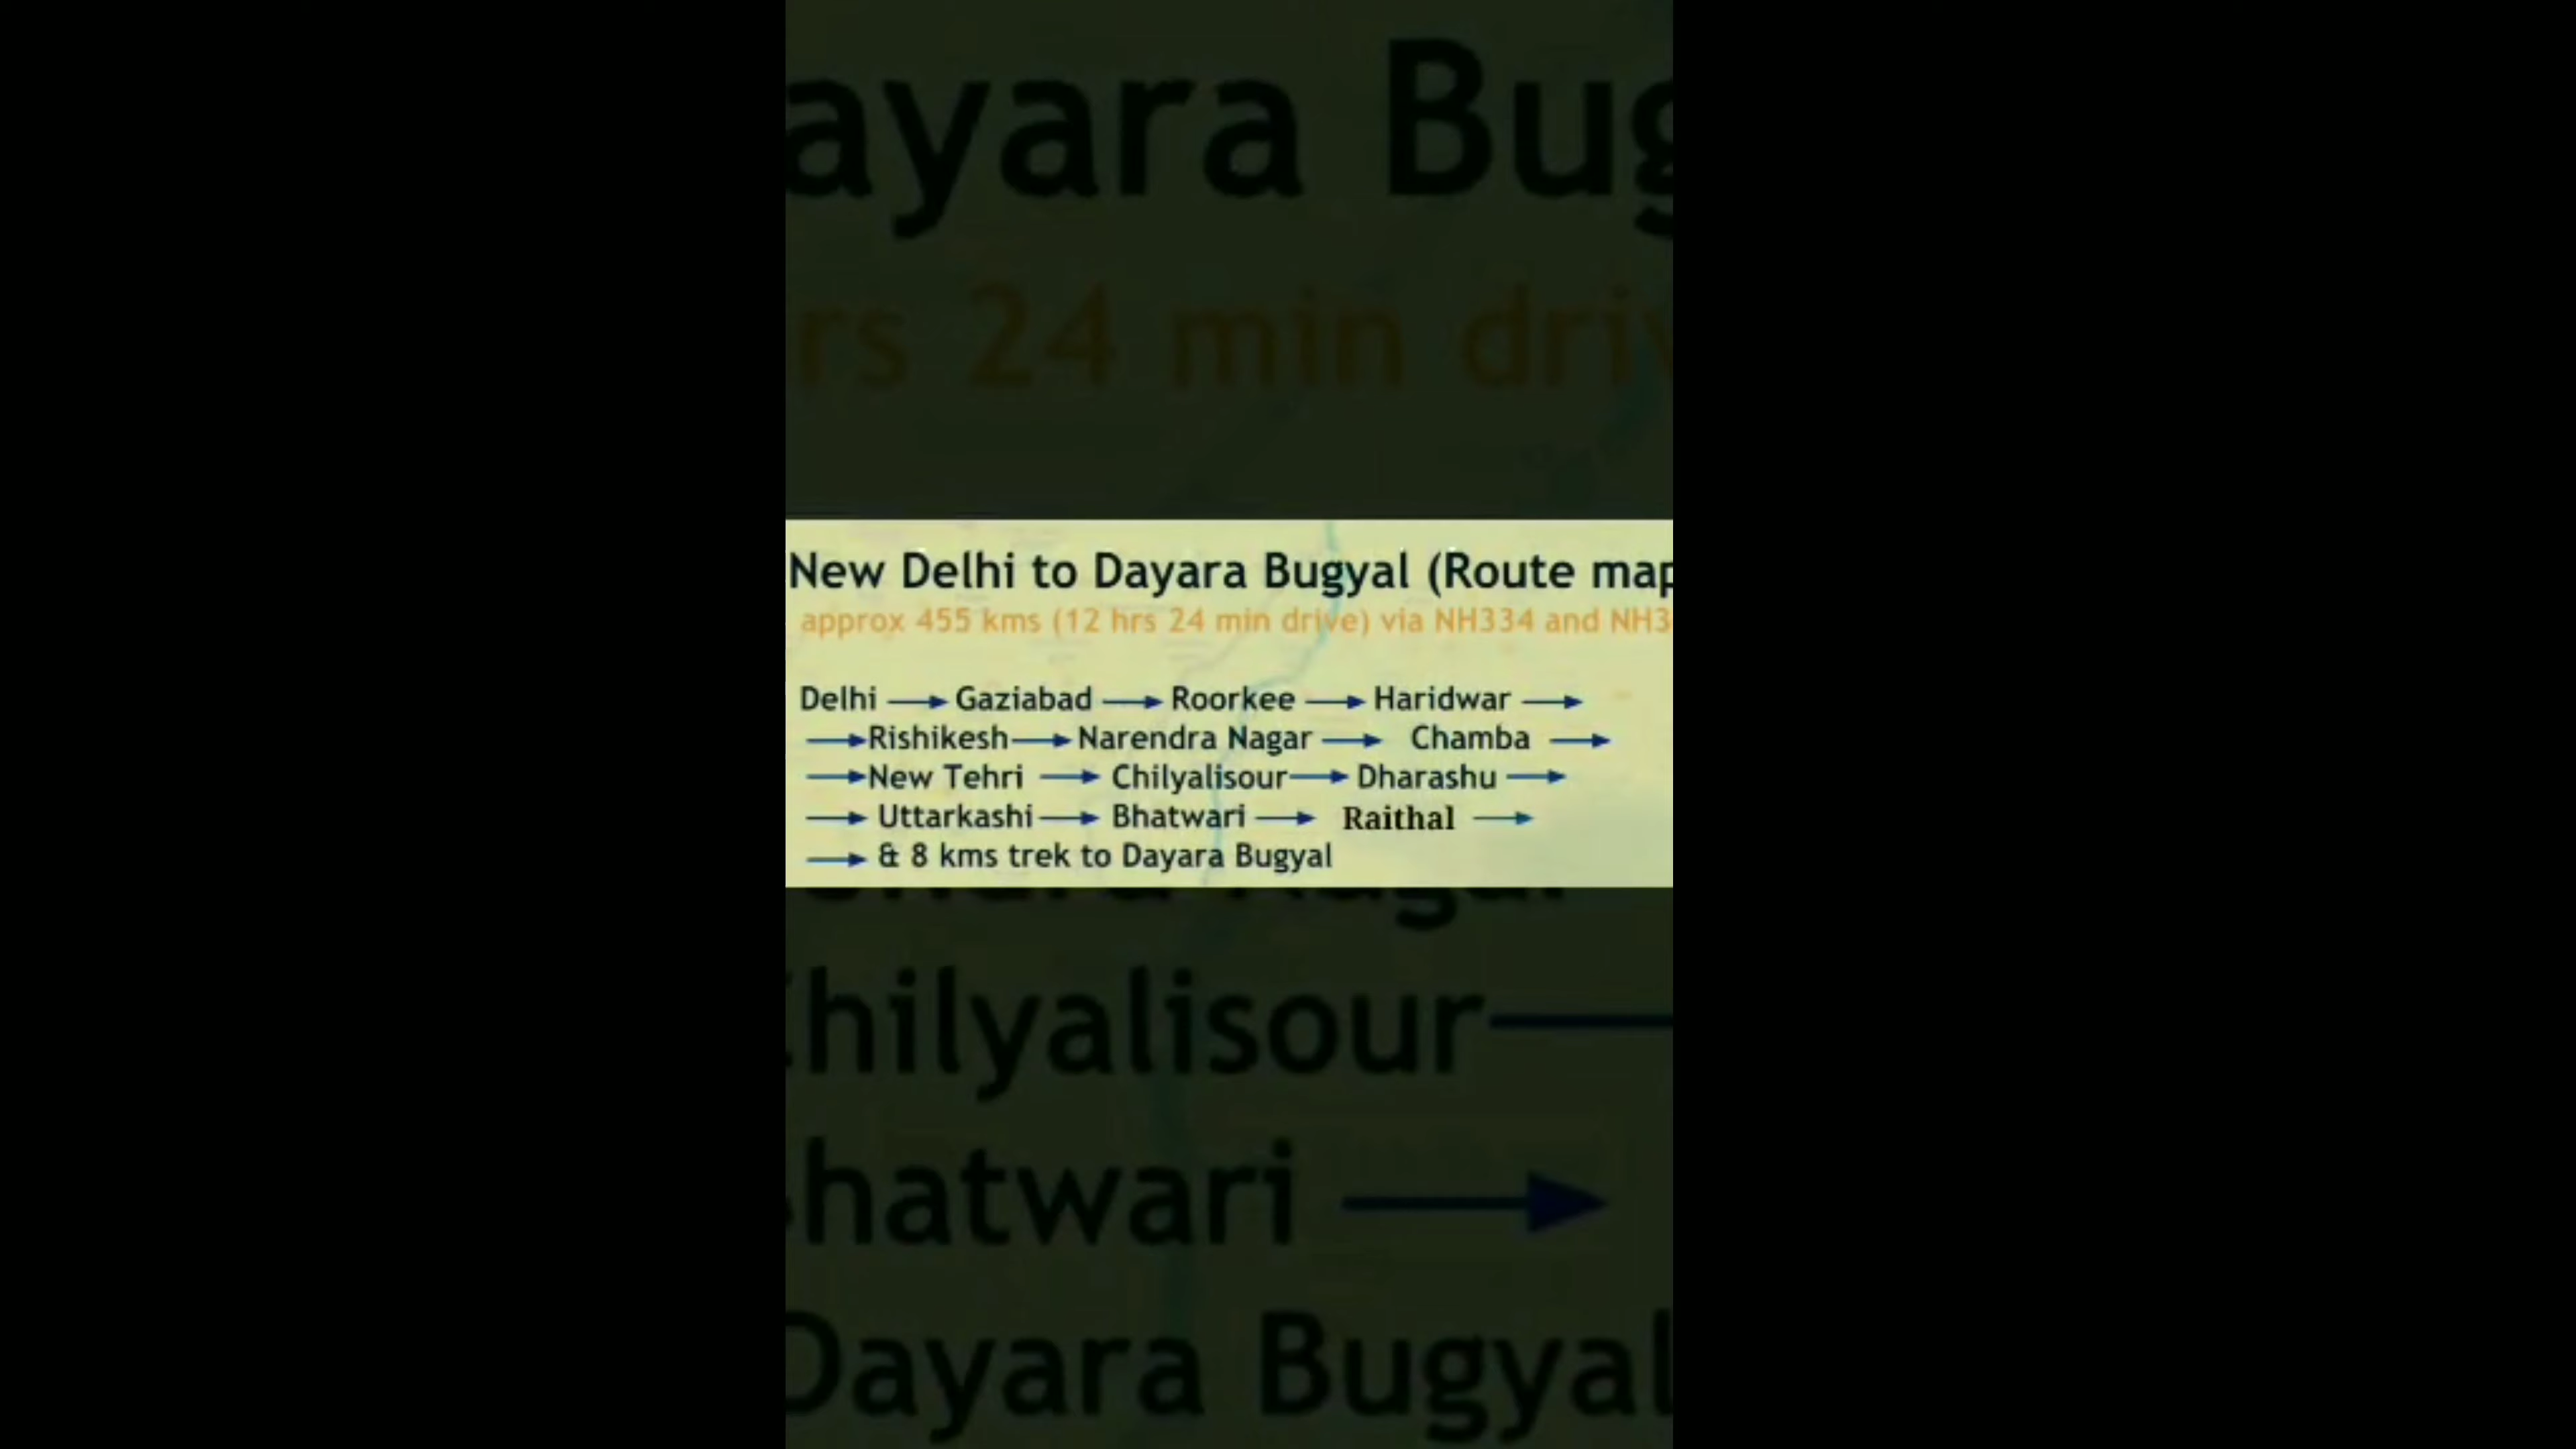 ayara Bug
rs 24 min driv
New Delhi to Dayara Bugyal (Route map
approx 455 kms (12 hrs 24 min drive) via NH334 and NH3
Delhi → Gaziabad → Roorkee → Haridwar →
→ Rishikesh → Narendra Nagar → Chamba →
→ New Tehri → Chilyalisour → Dharashu →
→ Uttarkashi → Bhatwari → Raithal →
→ & 8 kms trek to Dayara Bugyal
hilyalisour
hatwari →
Dayara Bugyal